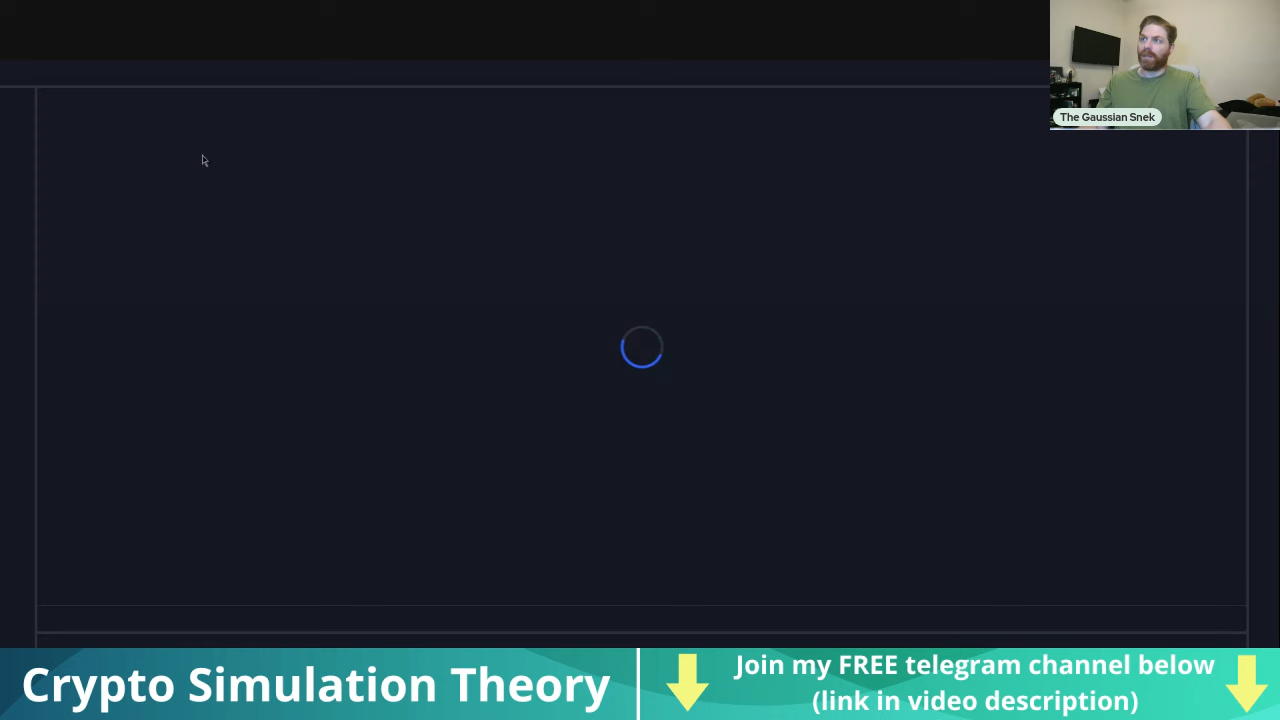 The Gaussian Snek
Crypto Simulation Theory
Join my FREE telegram channel below
(link in video description)